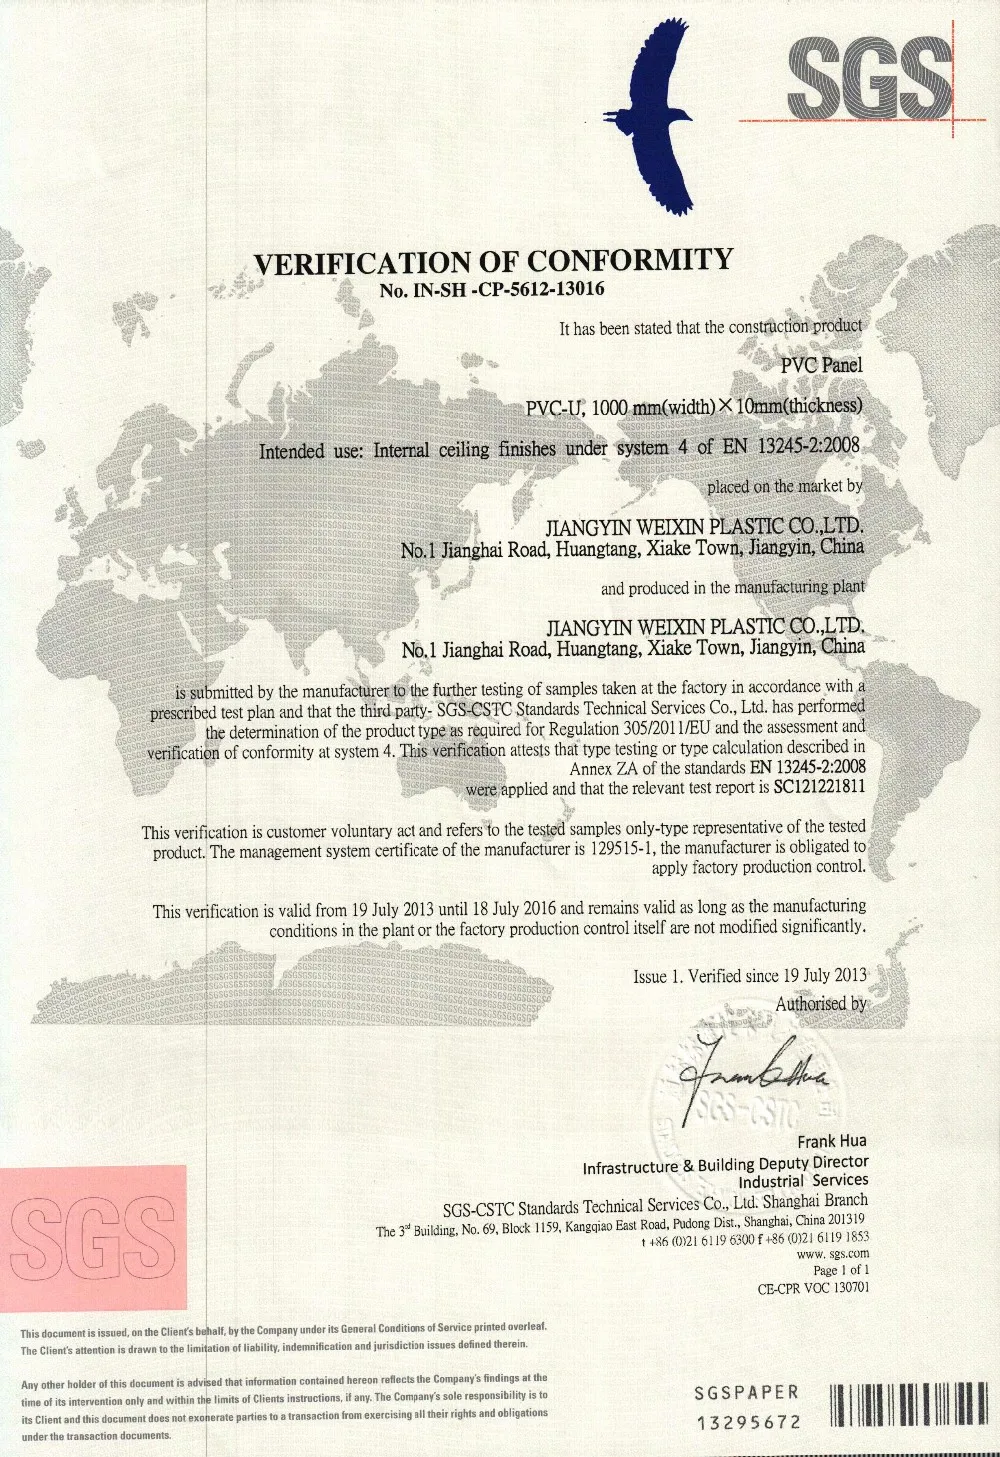 SGS
VERIFICATION OF CONFORMITY
No. IN-SH -CP-5612-13016
It has been stated that the construction product
PVC Panel
PVC-U, 1000 mm(width)×10mm(thickness)
Intended use: Internal ceiling finishes under system 4 of EN 13245-2:2008
placed on the market by
JIANGYIN WEIXIN PLASTIC CO.,LTD.
No.1 Jianghai Road, Huangtang, Xiake Town, Jiangyin, China
and produced in the manufacturing plant
JIANGYIN WEIXIN PLASTIC CO.,LTD.
No.1 Jianghai Road, Huangtang, Xiake Town, Jiangyin, China
is submitted by the manufacturer to the further testing of samples taken at the factory in accordance with a
prescribed test plan and that the third party- SGS-CSTC Standards Technical Services Co., Ltd. has performed
the determination of the product type as required for Regulation 305/2011/EU and the assessment and
verification of conformity at system 4. This verification attests that type testing or type calculation described in
Annex ZA of the standards EN 13245-2:2008
were applied and that the relevant test report is SC121221811
This verification is customer voluntary act and refers to the tested samples only-type representative of the tested
product. The management system certificate of the manufacturer is 129515-1, the manufacturer is obligated to
apply factory production control.
This verification is valid from 19 July 2013 until 18 July 2016 and remains valid as long as the manufacturing
conditions in the plant or the factory production control itself are not modified significantly.
Issue 1. Verified since 19 July 2013
Authorised by
Frank Hua
SGS-CSTC
Frank Hua
Infrastructure & Building Deputy Director
Industrial Services
SGS-CSTC Standards Technical Services Co., Ltd. Shanghai Branch
The 3rd Building, No. 69, Block 1159, Kangqiao East Road, Pudong Dist., Shanghai, China 201319
t +86 (0)21 6119 6300 f +86 (0)21 6119 1853
www. sgs.com
Page 1 of 1
CE-CPR VOC 130701
SGS
This document is issued, on the Client's behalf, by the Company under its General Conditions of Service printed overleaf.
The Client's attention is drawn to the limitation of liability, indemnification and jurisdiction issues defined therein.
Any other holder of this document is advised that information contained hereon reflects the Company's findings at the
time of its intervention only and within the limits of Clients instructions, if any. The Company's sole responsibility is to
its Client and this document does not exonerate parties to a transaction from exercising all their rights and obligations
under the transaction documents.
SGSPAPER
13295672